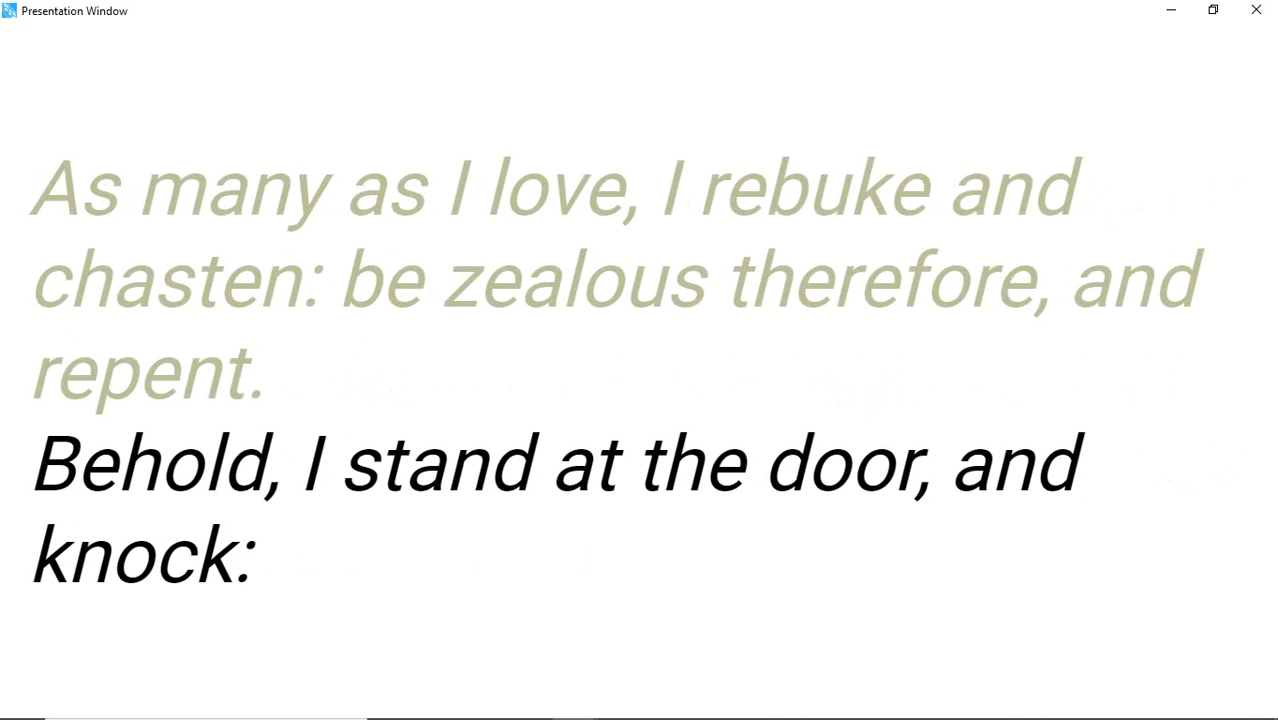 Presentation Window
As many as I love, I rebuke and
chasten: be zealous therefore, and
repent.
Behold, I stand at the door, and
knock: